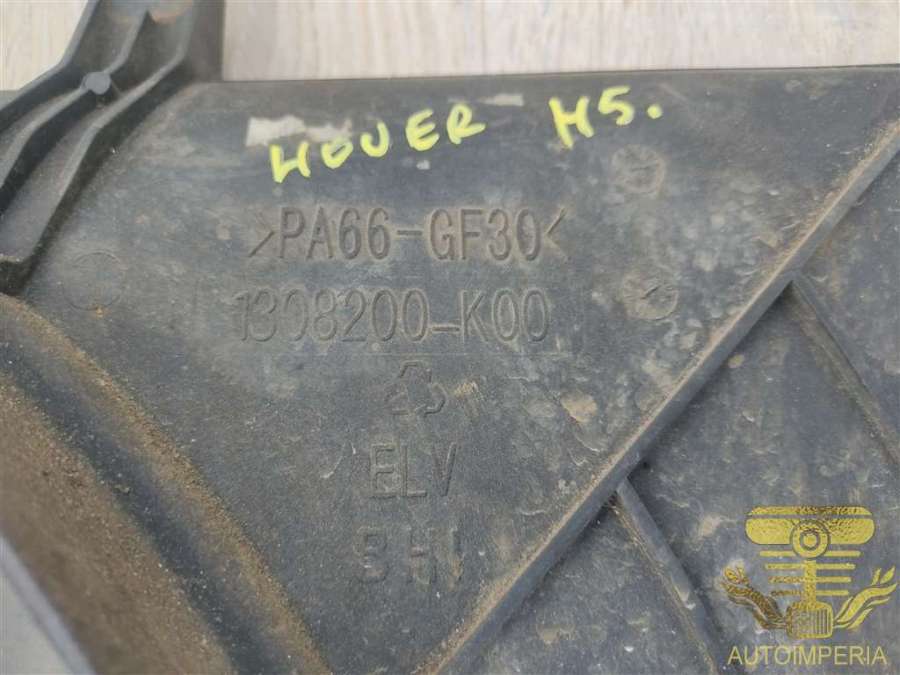 HOVER H5.
>PA66-GF30<
1308200-K00
ELV
AUTOIMPERIA